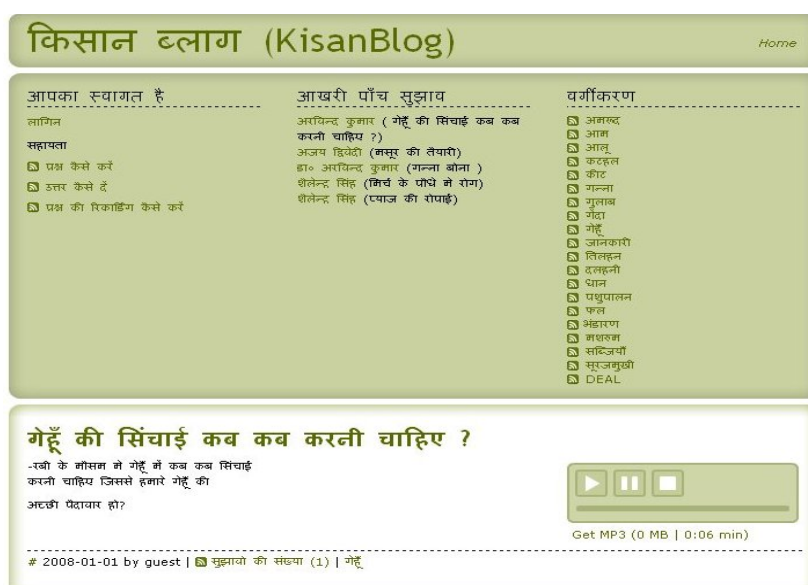 किसान ब्लाग (KisanBlog)
Home
आपका स्वागत है
लागिन
सहायता
प्रश्न कैसे करें
उत्तर कैसे दें
प्रश्न की रिकार्डिंग कैसे करें
आखरी पाँच सुझाव
अरविन्द कुमार ( गेहूँ की सिंचाई कब कब
करनी चाहिए ?)
अजय द्विवेदी (मसूर की तैयारी)
डा० अरविन्द कुमार (गन्ना बोना )
शैलेन्द्र सिंह (मिर्च के पौधे मे रोग)
शैलेन्द्र सिंह (प्याज की रोपाई)
वर्गीकरण
अमरुद
आम
आलू
कटहल
कीट
गन्ना
गुलाब
गेंदा
गेहूँ
जानकारी
तिलहन
दलहनी
धान
पशुपालन
फल
भंडारण
मशरुम
सब्जियाँ
सूरजमुखी
DEAL
गेहूँ की सिंचाई कब कब करनी चाहिए ?
-रबी के मौसम मे गेहूँ में कब कब सिंचाई
करनी चाहिए जिससे हमारे गेहूँ की
अच्छी पैदावार हो?
Get MP3 (0 MB | 0:06 min)
# 2008-01-01 by guest | सुझावो की संख्या (1) | गेहूँ